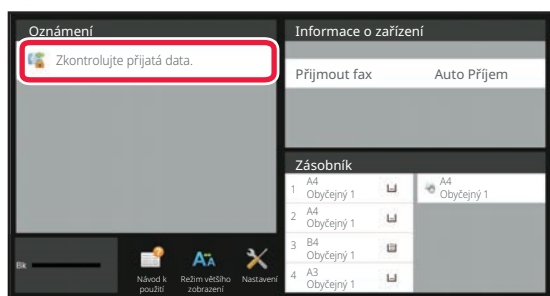 Oznámení
Zkontrolujte přijatá data.
Informace o zařízení
Přijmout fax Auto Příjem
Zásobník
1 A4
Obyčejný 1
2 A4
Obyčejný 1
3 B4
Obyčejný 1
4 A3
Obyčejný 1
A4
Obyčejný 1
Bk
Návod k
použití
Režim většího
zobrazení
Nastavení